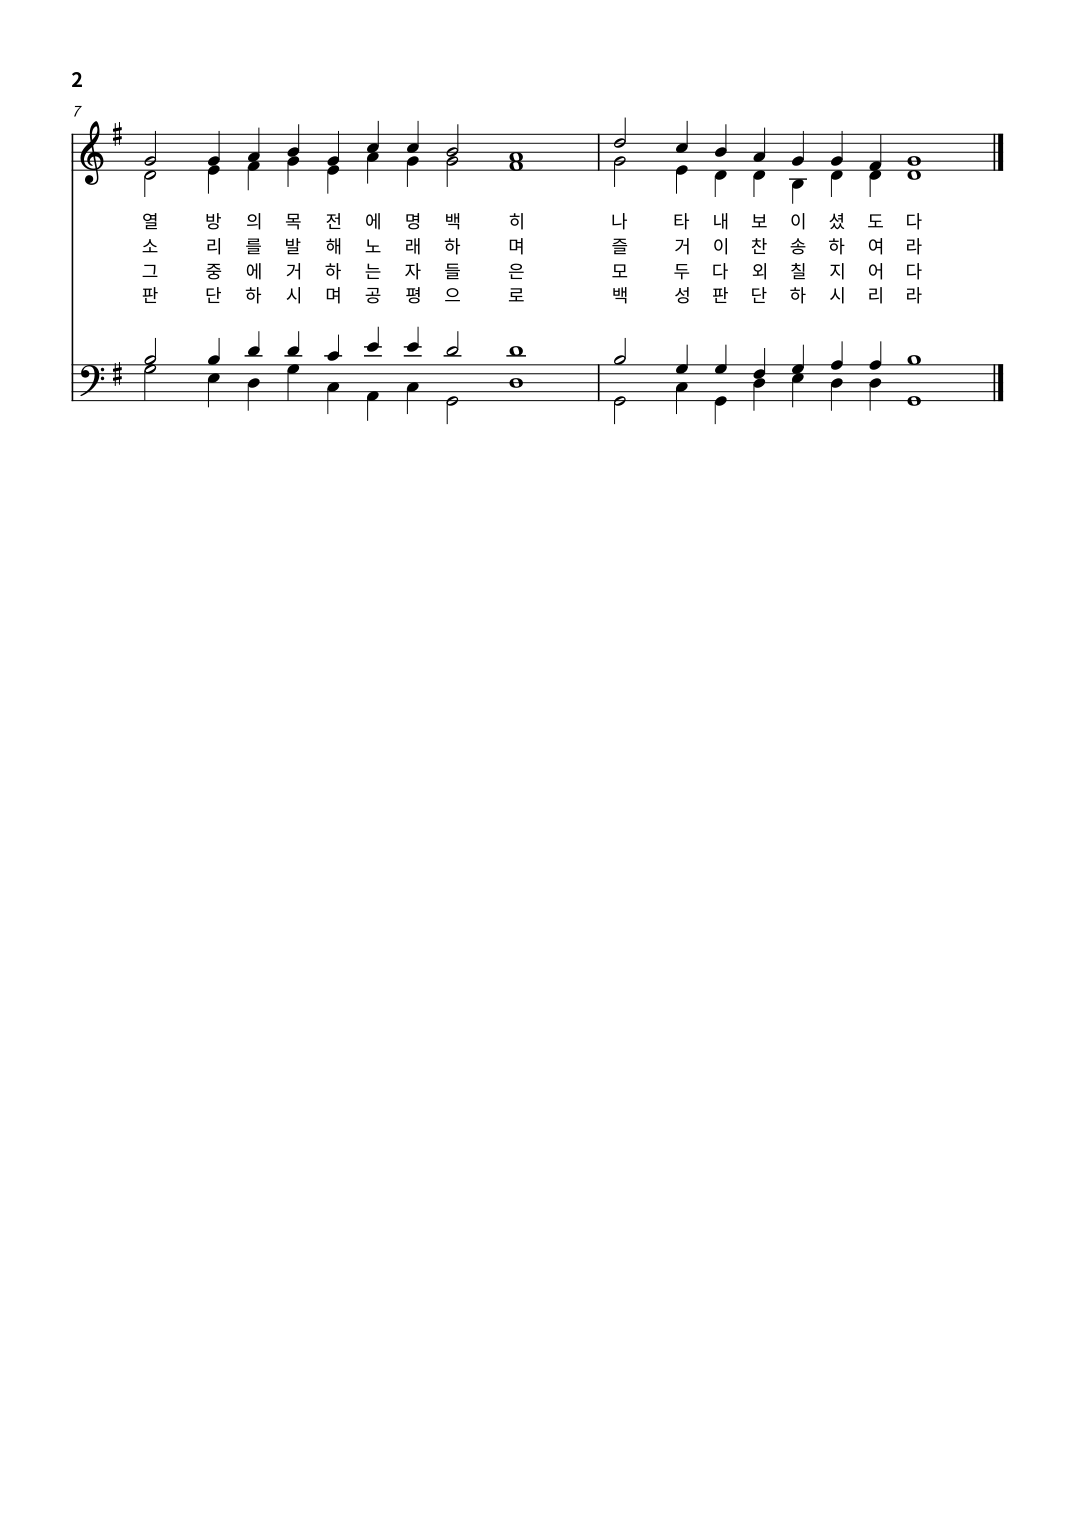 2
7
열 방 의 목 전 에 명 백 히 나 타 내 보 이 셨 도 다
소 리 를 발 해 노 래 하 며 즐 거 이 찬 송 하 여 라
그 중 에 거 하 는 자 들 은 모 두 다 외 칠 지 어 다
판 단 하 시 며 공 평 으 로 백 성 판 단 하 시 리 라